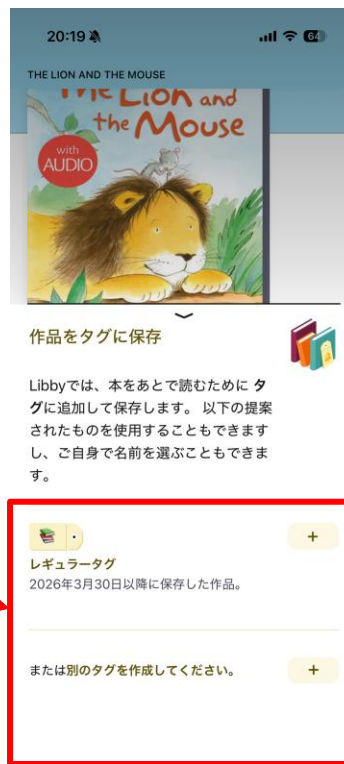 20:19
64
THE LION AND THE MOUSE
The Lion and
the Mouse
with
AUDIO
作品をタグに保存
Libbyでは、本をあとで読むために タ
グに追加して保存します。 以下の提案
されたものを使用することもできます
し、ご自身で名前を選ぶこともできま
す。
+
レギュラータグ
2026年3月30日以降に保存した作品。
または別のタグを作成してください。
+